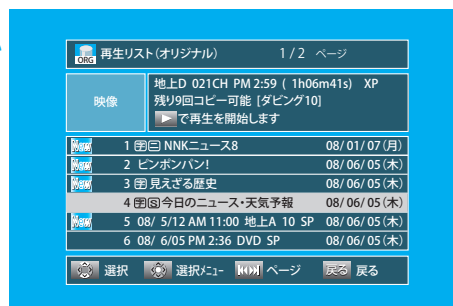 ORG 再生リスト(オリジナル) 1/2 ページ
映像
地上D 021CH PM 2:59 ( 1h06m41s) XP
残り9回コピー可能 [ダビング10]
で再生を開始します
New 1 字二 NNKニュース8 08/01/07(月)
New 2 ピンポンパン! 08/06/05(木)
New 3 字 見えざる歴史 08/06/05(木)
4 字S今日のニュース・天気予報 08/06/05(木)
New 5 08/ 5/12 AM 11:00 地上A 10 SP 08/06/05(木)
6 08/ 6/05 PM 2:36 DVD SP 08/06/05(木)
選択 選択メニュー ページ 戻る 戻る